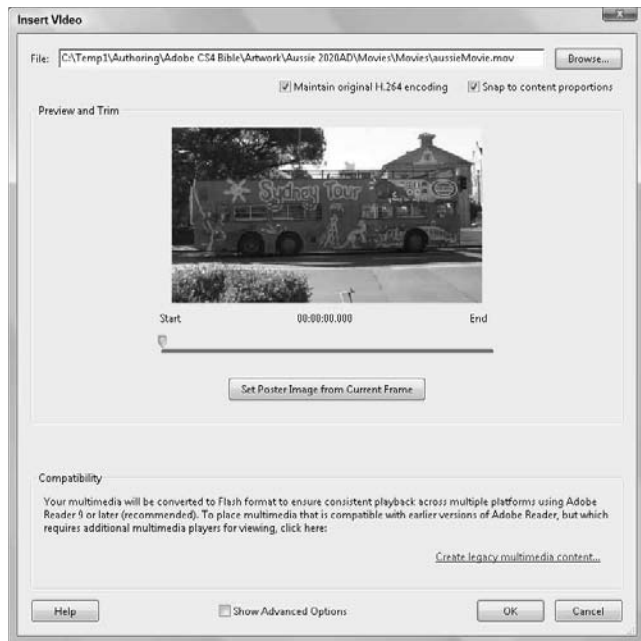 Insert Video
File: C:\Temp1\Authoring\Adobe CS4 Bible\Artwork\Aussie 2020AD\Movies\Movies\aussieMovie.mov Browse...
Maintain original H.264 encoding Snap to content proportions
Preview and Trim
Sydney Tour
Start 00:00:00.000 End
Set Poster Image from Current Frame
Compatibility
Your multimedia will be converted to Flash format to ensure consistent playback across multiple platforms using Adobe
Reader 9 or later (recommended). To place multimedia that is compatible with earlier versions of Adobe Reader, but which
requires additional multimedia players for viewing, click here:
Create legacy multimedia content...
Help Show Advanced Options OK Cancel